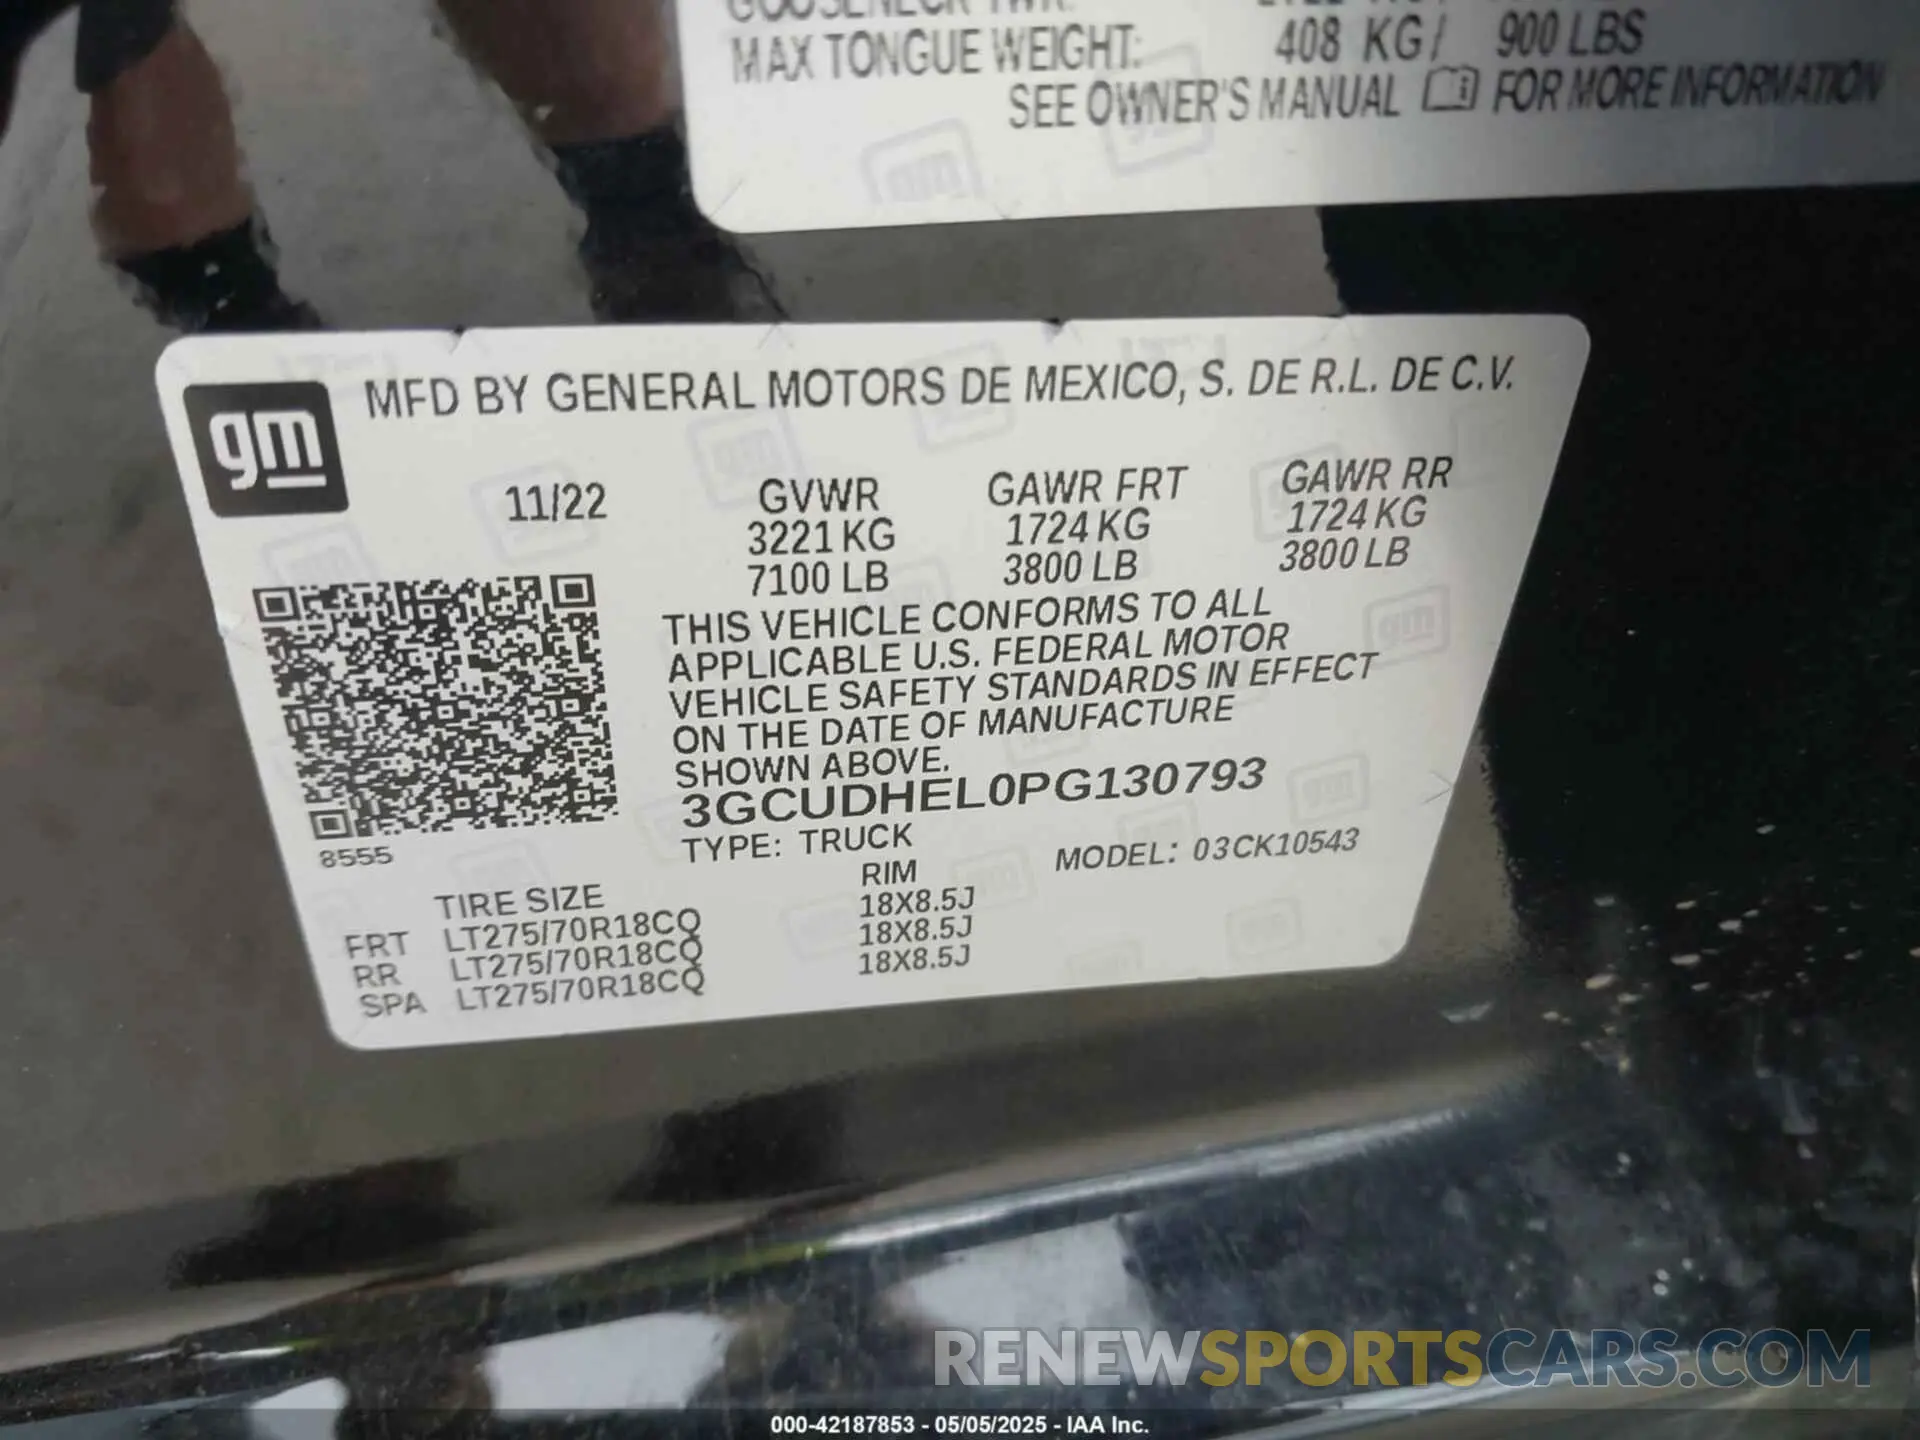 MAX TONGUE WEIGHT: 408 KG/ 900 LBS
SEE OWNER'S MANUAL FOR MORE INFORMATION
gm
MFD BY GENERAL MOTORS DE MEXICO, S. DE R.L. DE C.V.
11/22 GVWR GAWR FRT GAWR RR
3221 KG 1724 KG 1724 KG
7100 LB 3800 LB 3800 LB
THIS VEHICLE CONFORMS TO ALL
APPLICABLE U.S. FEDERAL MOTOR
VEHICLE SAFETY STANDARDS IN EFFECT
ON THE DATE OF MANUFACTURE
SHOWN ABOVE.
3GCUDHEL0PG130793
8555
TYPE: TRUCK MODEL: 03CK10543
TIRE SIZE RIM
FRT LT275/70R18CQ 18X8.5J
RR LT275/70R18CQ 18X8.5J
SPA LT275/70R18CQ 18X8.5J
RENEWSPORTSCARS.COM
000-42187853 - 05/05/2025 - IAA Inc.